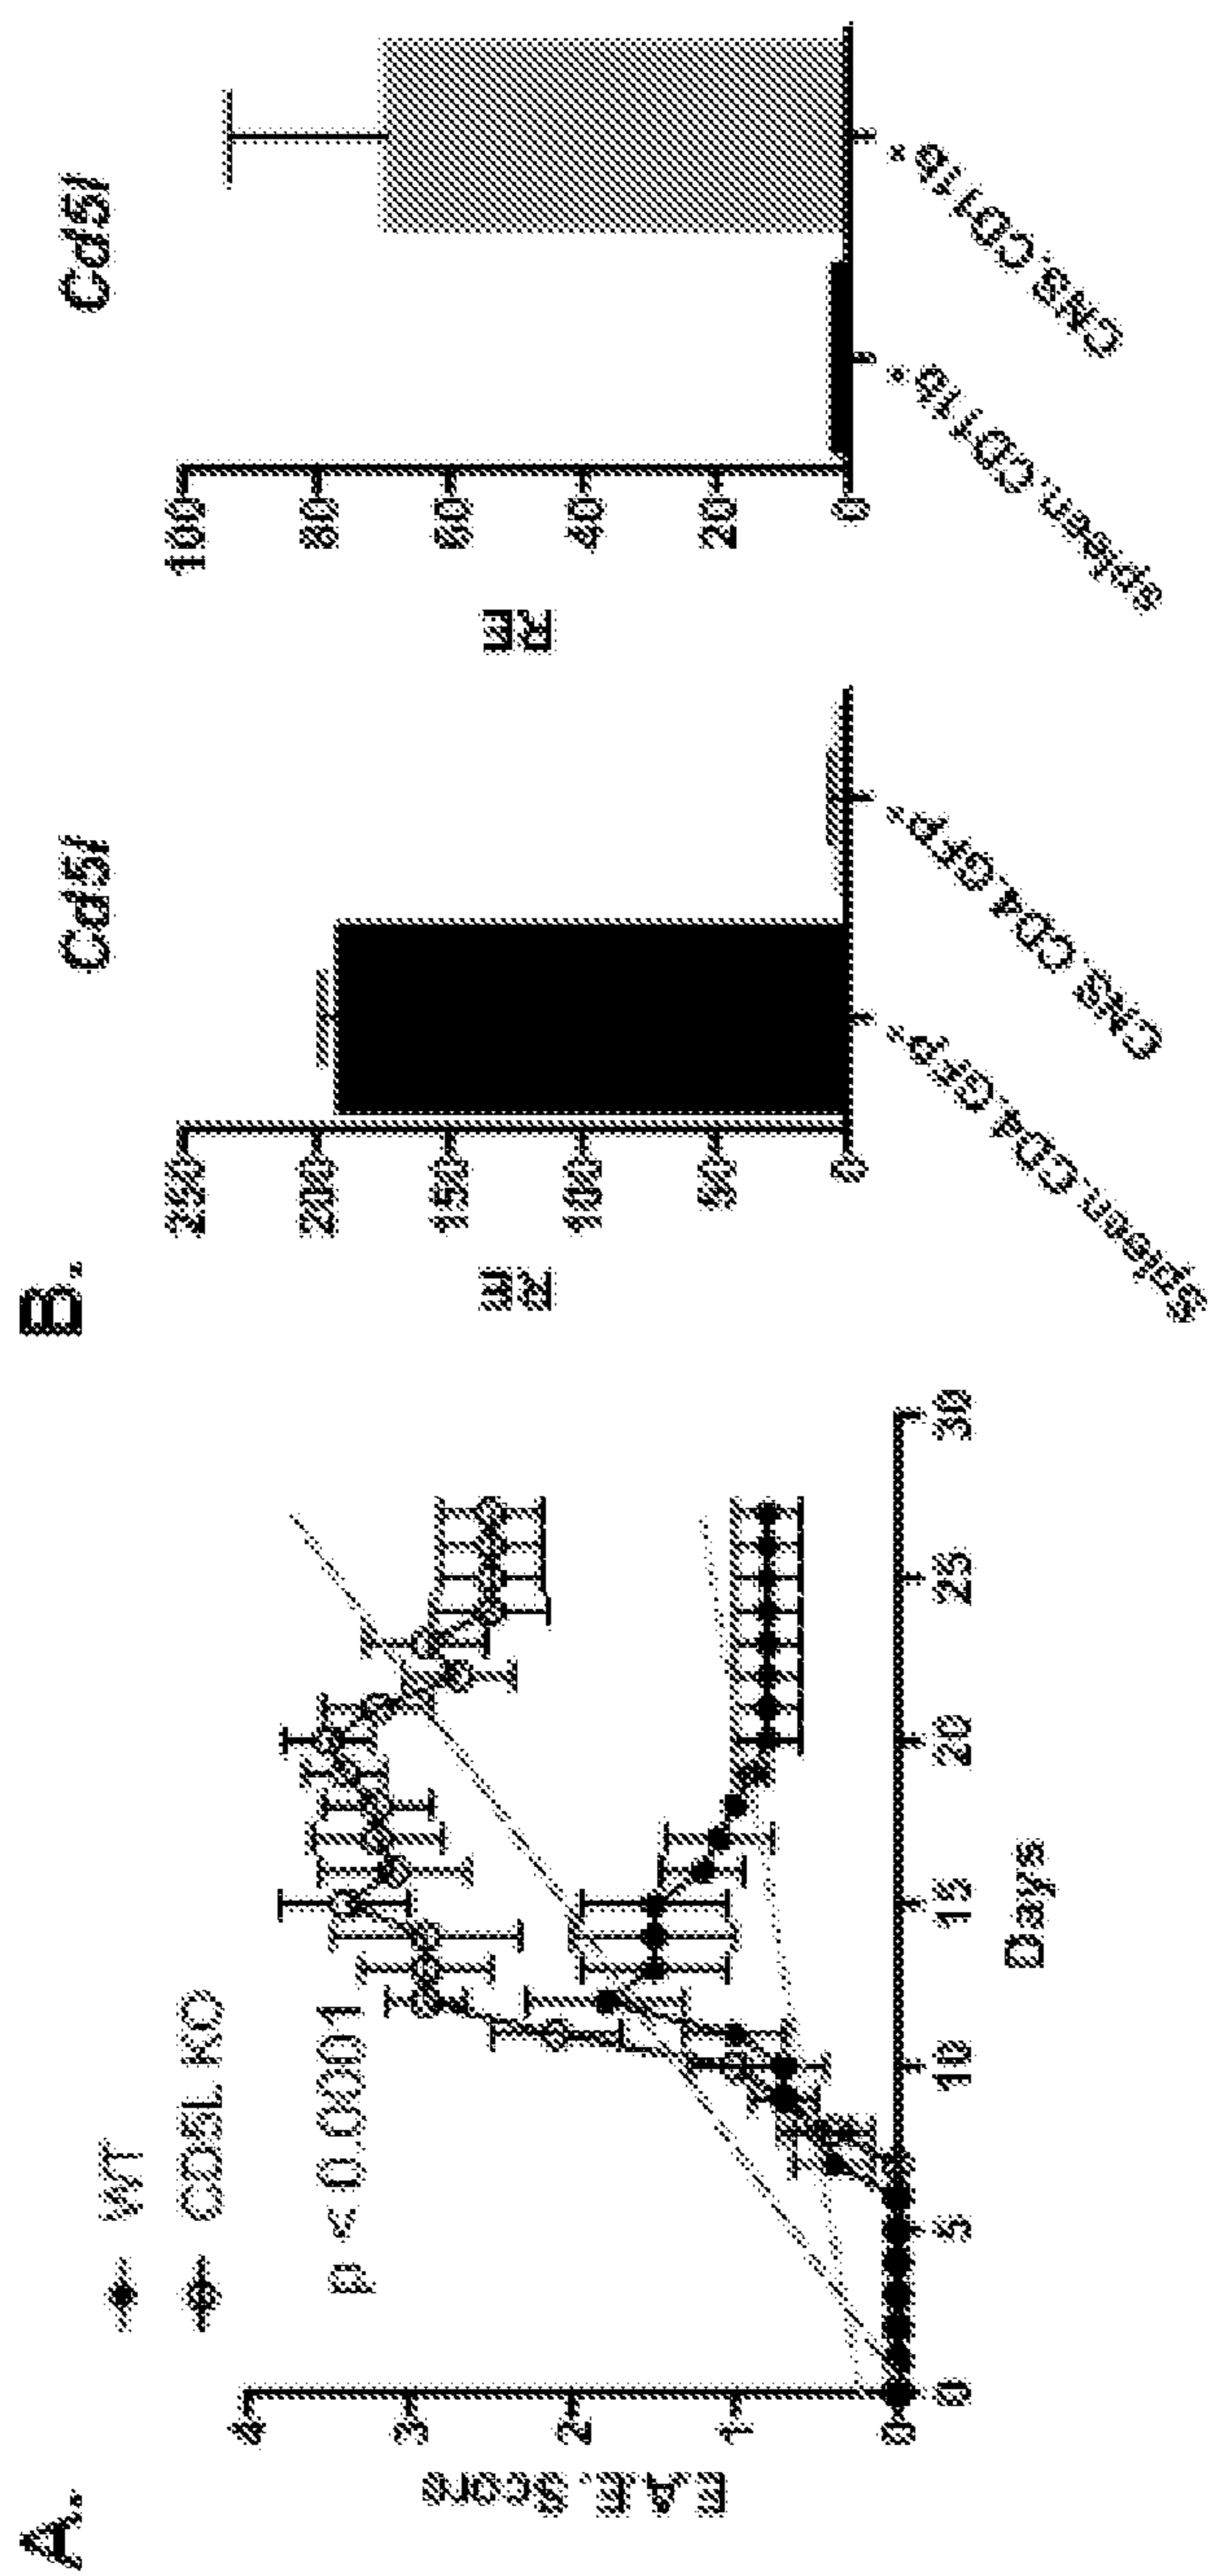 A.
WT
CD5L KO
p < 0.0001
E.A.E. score
4
3
2
1
0
0 5 10 15 20 25 30
Days
B.
Cd5l
RE
250
200
150
100
50
0
Spleen.CD4.GFP+
CNS.CD4.GFP+
Cd5l
RE
100
80
60
40
20
0
spleen.CD11b+
CNS.CD11b+